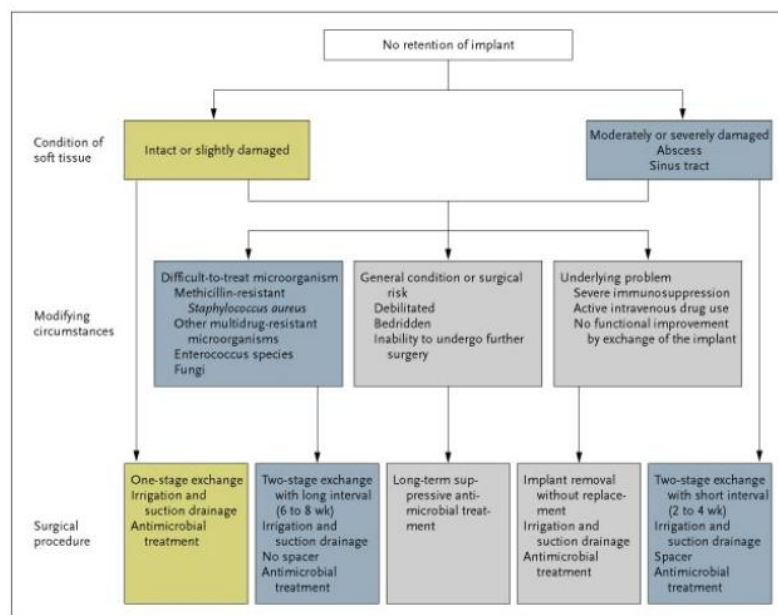 No retention of implant
Condition of
soft tissue
Intact or slightly damaged
Moderately or severely damaged
Abscess
Sinus tract
Modifying
circumstances
Difficult-to-treat microorganism
Methicillin-resistant
Staphylococcus aureus
Other multidrug-resistant
microorganisms
Enterococcus species
Fungi
General condition or surgical
risk
Debilitated
Bedridden
Inability to undergo further
surgery
Underlying problem
Severe immunosuppression
Active intravenous drug use
No functional improvement
by exchange of the implant
Surgical
procedure
One-stage exchange
Irrigation and
suction drainage
Antimicrobial
treatment
Two-stage exchange
with long interval
(6 to 8 wk)
Irrigation and
suction drainage
No spacer
Antimicrobial
treatment
Long-term sup-
pressive anti-
microbial treat-
ment
Implant removal
without replace-
ment
Irrigation and
suction drainage
Antimicrobial
treatment
Two-stage exchange
with short interval
(2 to 4 wk)
Irrigation and
suction drainage
Spacer
Antimicrobial
treatment